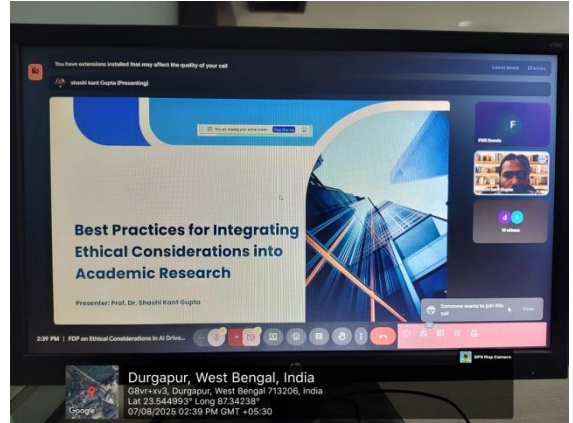 You have extensions installed that may affect the quality of your call
Learn more Dismiss
shashi kant Gupta (Presenting)
Stop Sharing
F
FMS Events
Best Practices for Integrating
Ethical Considerations into
Academic Research
Presenter: Prof. Dr. Shashi Kant Gupta
Someone wants to join this call
View
2:39 PM | FDP on Ethical Considerations in AI Drive...
GPS Map Camera
Google
Durgapur, West Bengal, India
G8vr+xv3, Durgapur, West Bengal 713206, India
Lat 23.544993° Long 87.34238°
07/08/2025 02:39 PM GMT +05:30